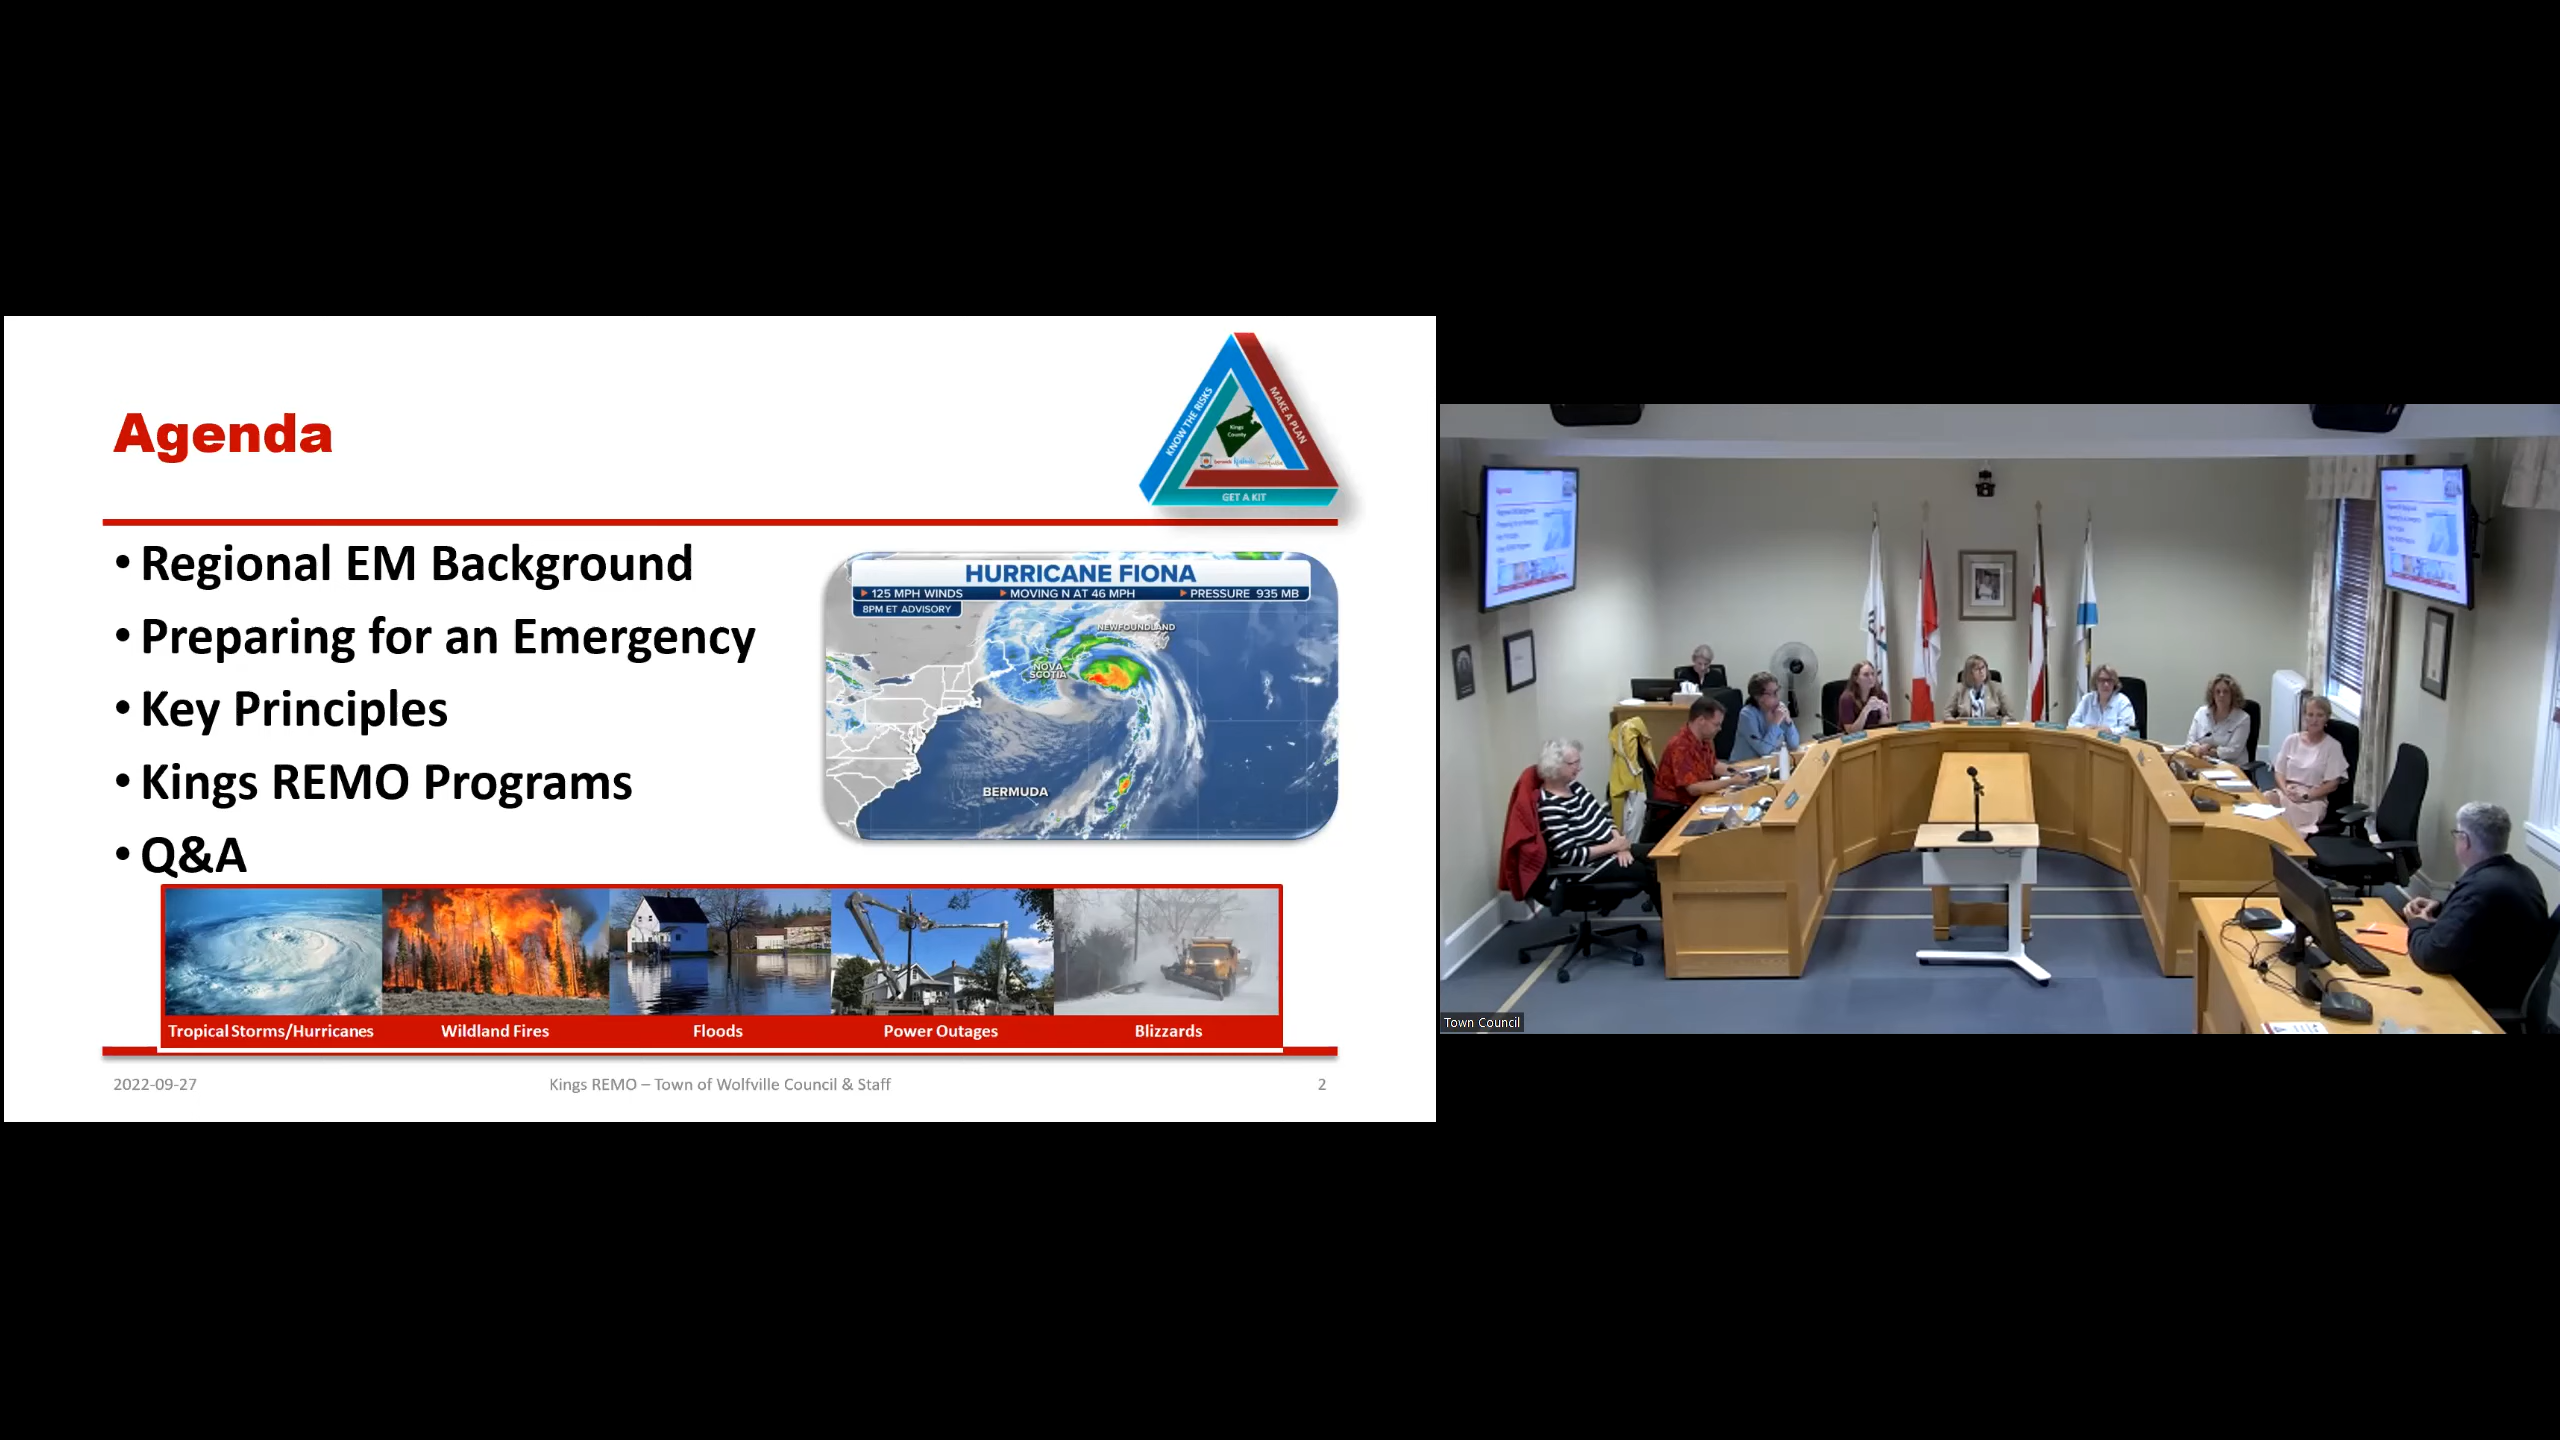 Agenda
KNOW THE RISKS
MAKE A PLAN
GET A KIT
Kings
County
• Regional EM Background
• Preparing for an Emergency
• Key Principles
• Kings REMO Programs
• Q&A
HURRICANE FIONA
125 MPH WINDS
MOVING N AT 46 MPH
PRESSURE 935 MB
8PM ET ADVISORY
NEWFOUNDLAND
NOVA
SCOTIA
BERMUDA
Tropical Storms/Hurricanes
Wildland Fires
Floods
Power Outages
Blizzards
2022-09-27
Kings REMO – Town of Wolfville Council & Staff
2
Town Council